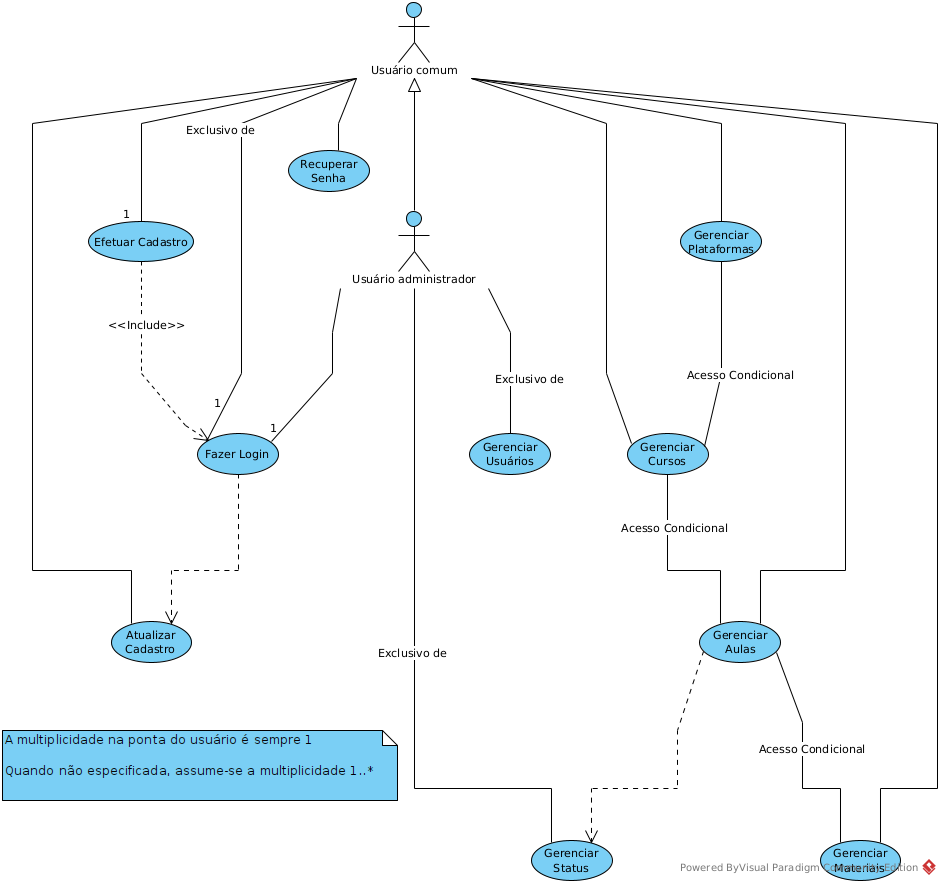 Usuário comum
Exclusivo de
Recuperar
Senha
1
Efetuar Cadastro
Gerenciar
Plataformas
Usuário administrador
<<Include>>
Exclusivo de
Acesso Condicional
1
1
Fazer Login
Gerenciar
Usuários
Gerenciar
Cursos
Acesso Condicional
Atualizar
Cadastro
Gerenciar
Aulas
Exclusivo de
A multiplicidade na ponta do usuário é sempre 1
Quando não especificada, assume-se a multiplicidade 1..*
Acesso Condicional
Gerenciar
Status
Gerenciar
Materiais
Powered By Visual Paradigm Community Edition